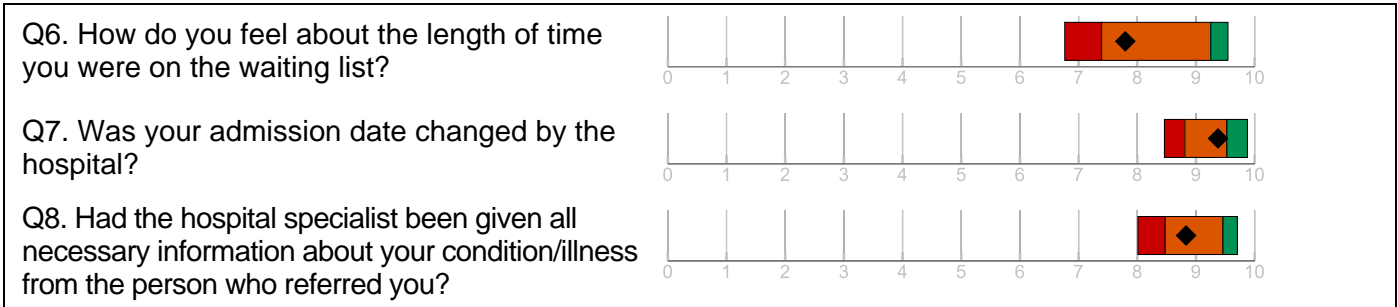 Q6. How do you feel about the length of time
you were on the waiting list?
0 1 2 3 4 5 6 7 8 9 10
Q7. Was your admission date changed by the
hospital?
0 1 2 3 4 5 6 7 8 9 10
Q8. Had the hospital specialist been given all
necessary information about your condition/illness
from the person who referred you?
0 1 2 3 4 5 6 7 8 9 10